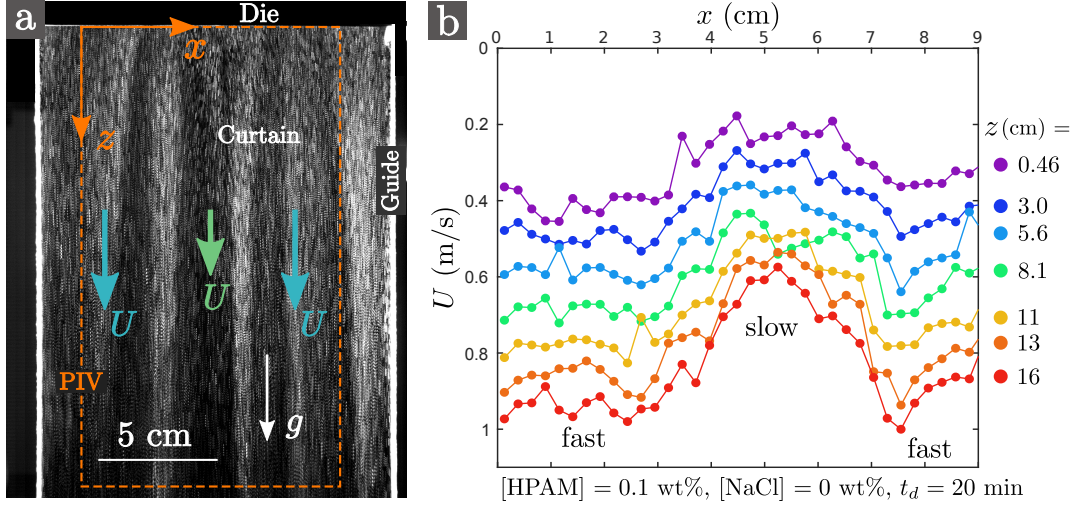 a
Die
x
z
Curtain
Guide
U
U
U
PIV
5 cm
g
b
x (cm)
0 1 2 3 4 5 6 7 8 9
U (m/s)
0
0.2
0.4
0.6
0.8
1
slow
fast
fast
z (cm) =
0.46
3.0
5.6
8.1
11
13
16
[HPAM] = 0.1 wt%, [NaCl] = 0 wt%, t_d = 20 min